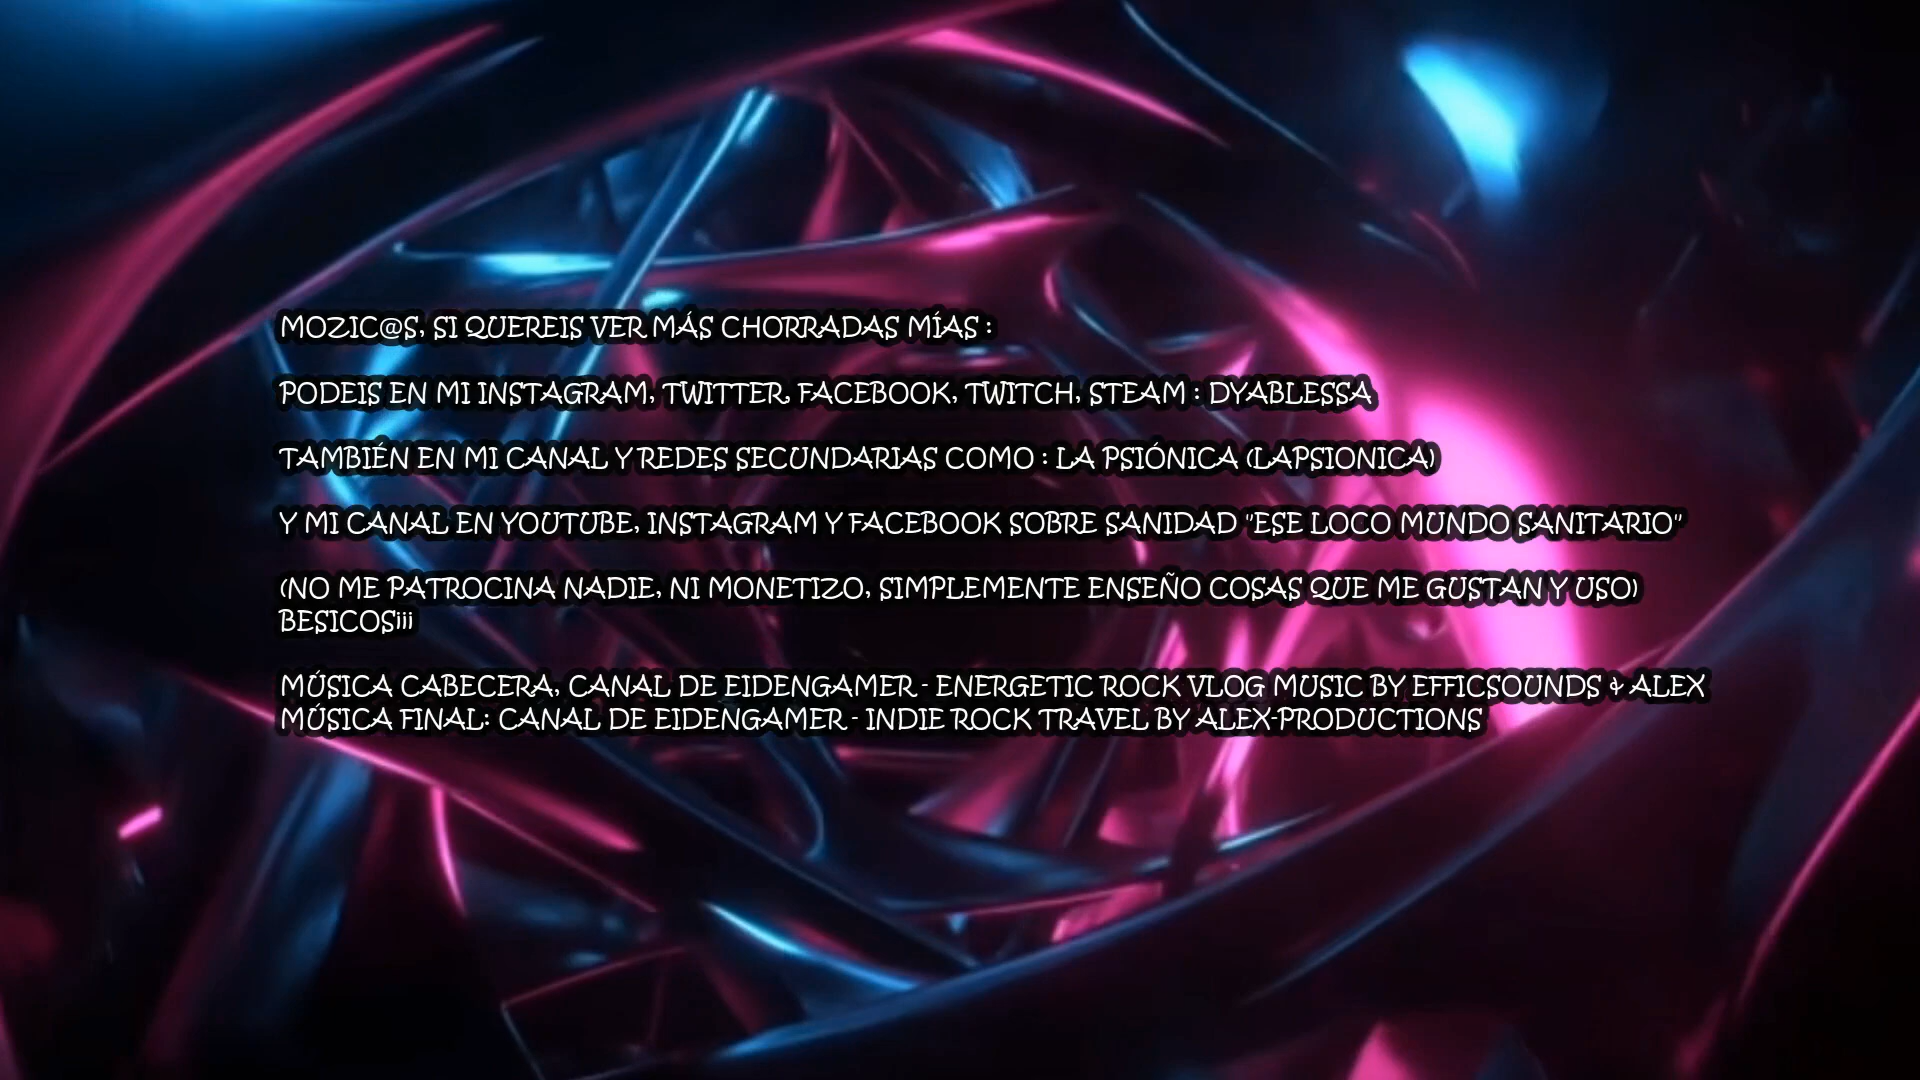 MOZIC@S, SI QUEREIS VER MÁS CHORRADAS MÍAS :
PODEIS EN MI INSTAGRAM, TWITTER, FACEBOOK, TWITCH, STEAM : DYABLESSA
TAMBIÉN EN MI CANAL Y REDES SECUNDARIAS COMO : LA PSIÓNICA (LAPSIONICA)
Y MI CANAL EN YOUTUBE, INSTAGRAM Y FACEBOOK SOBRE SANIDAD "ESE LOCO MUNDO SANITARIO"
(NO ME PATROCINA NADIE, NI MONETIZO, SIMPLEMENTE ENSEÑO COSAS QUE ME GUSTAN Y USO)
BESICOS¡¡¡
MÚSICA CABECERA, CANAL DE EIDENGAMER - ENERGETIC ROCK VLOG MUSIC BY EFFICSOUNDS & ALEX
MÚSICA FINAL: CANAL DE EIDENGAMER - INDIE ROCK TRAVEL BY ALEX-PRODUCTIONS